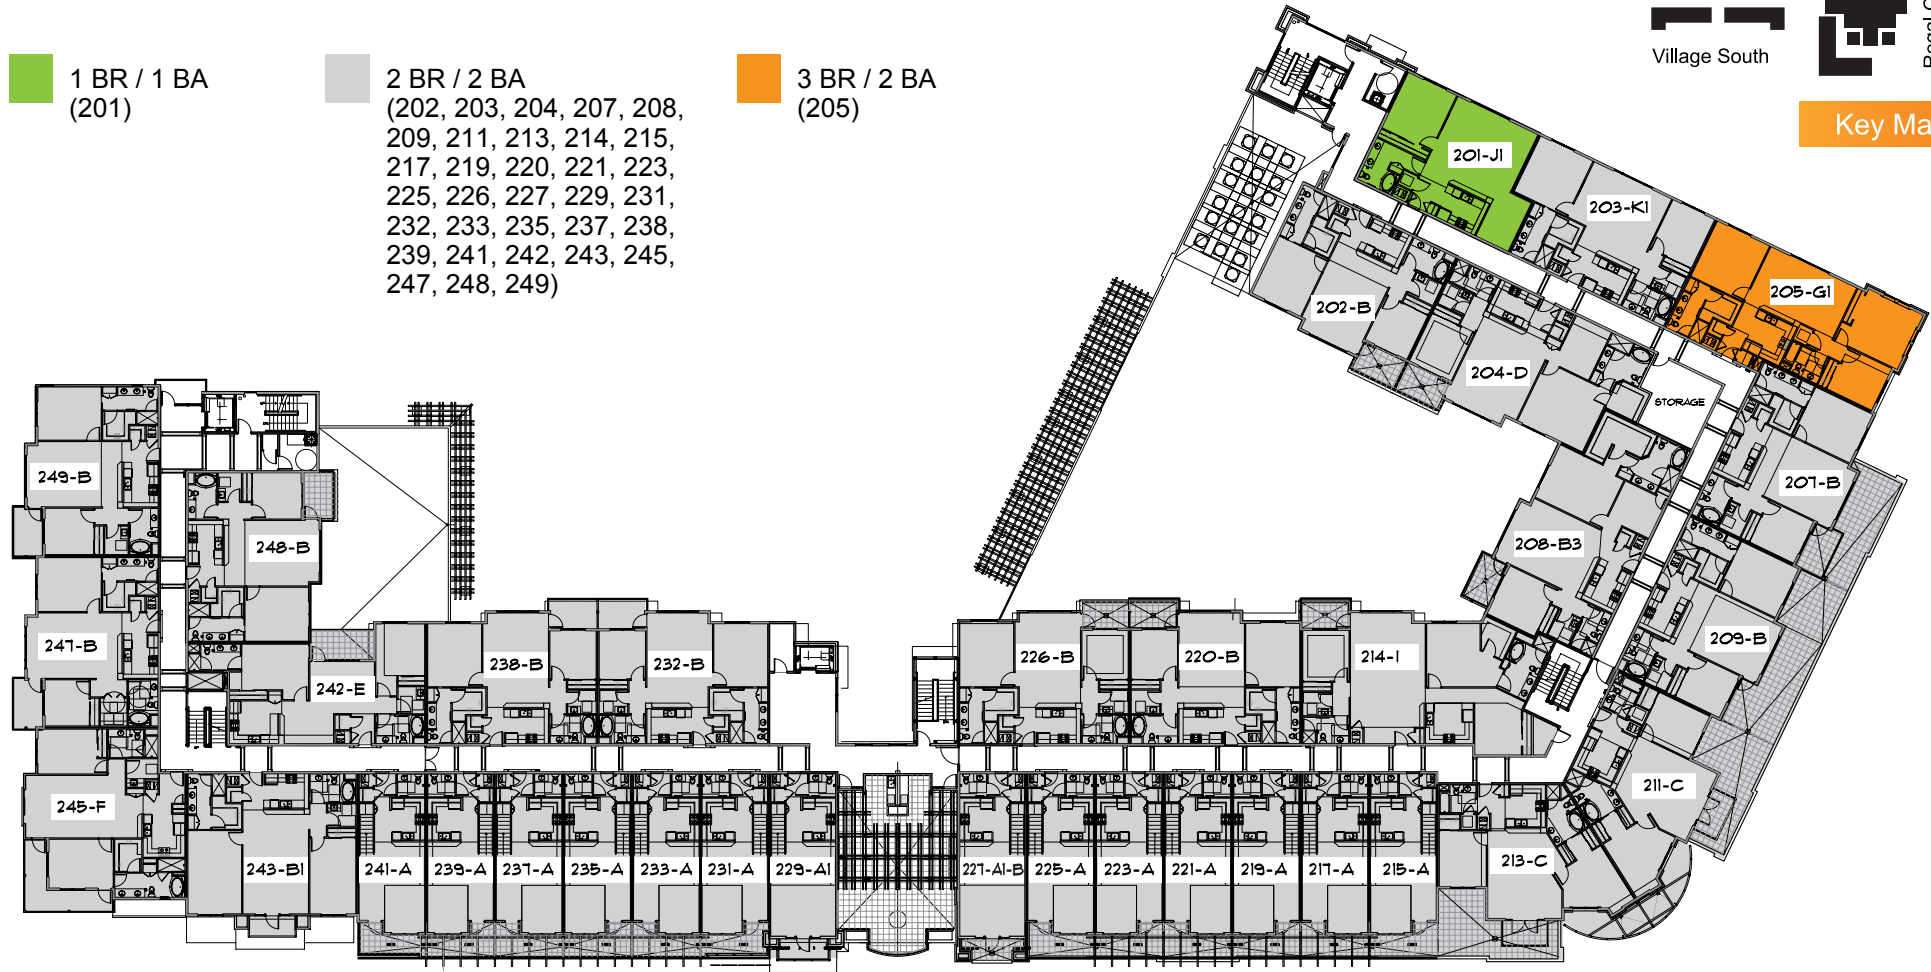 1 BR / 1 BA
(201)
2 BR / 2 BA
(202, 203, 204, 207, 208,
209, 211, 213, 214, 215,
217, 219, 220, 221, 223,
225, 226, 227, 229, 231,
232, 233, 235, 237, 238,
239, 241, 242, 243, 245,
247, 248, 249)
3 BR / 2 BA
(205)
Village South
Regal
Key Ma
201-J1
203-K1
205-G1
202-B
204-D
STORAGE
207-B
208-B3
209-B
211-C
249-B
248-B
247-B
242-E
238-B
232-B
226-B
220-B
214-I
245-F
243-B1
241-A
239-A
237-A
235-A
233-A
231-A
229-A1
227-A1-B
225-A
223-A
221-A
219-A
217-A
215-A
213-C